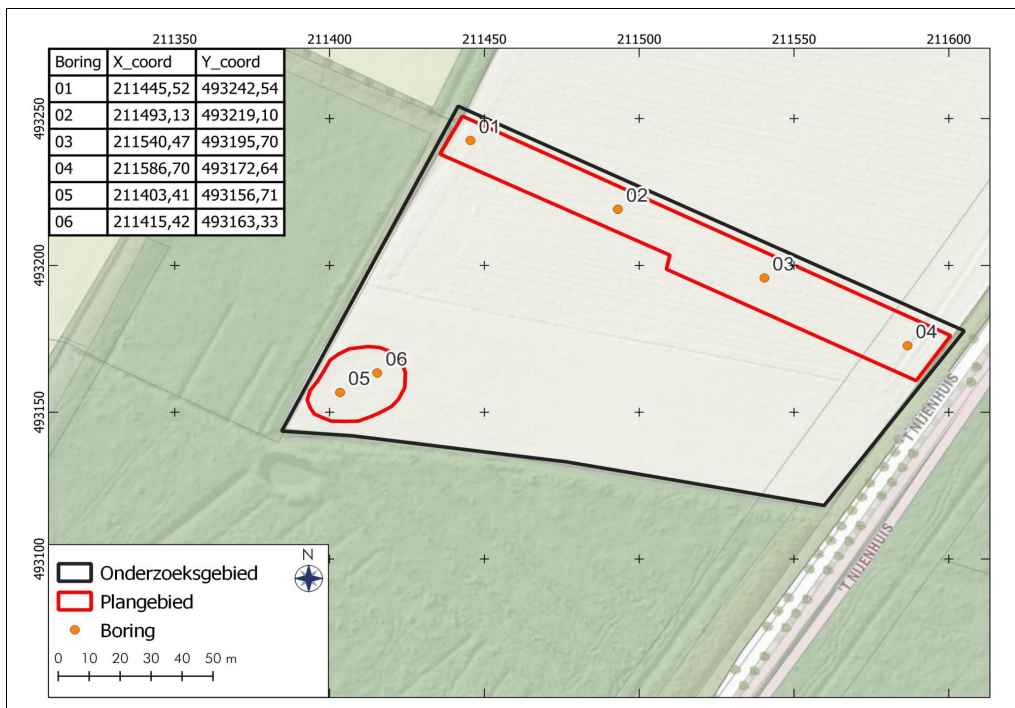 211350 211400 211450 211500 211550 211600
Boring X_coord Y_coord
01 211445,52 493242,54
02 211493,13 493219,10
03 211540,47 493195,70
04 211586,70 493172,64
05 211403,41 493156,71
06 211415,42 493163,33
493250
493200
493150
493100
01
02
03
04
06
05
'T NIJENHUIS
'T NIJENHUIS
N
Onderzoeksgebied
Plangebied
Boring
0 10 20 30 40 50 m